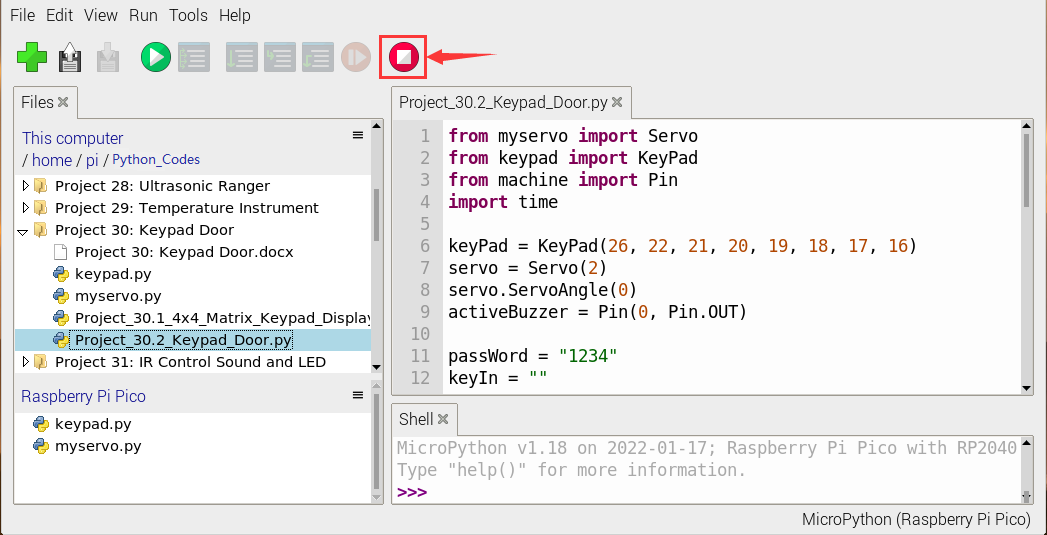 File Edit View Run Tools Help
Files
This computer
/ home / pi / Python_Codes
Project 28: Ultrasonic Ranger
Project 29: Temperature Instrument
Project 30: Keypad Door
Project 30: Keypad Door.docx
keypad.py
myservo.py
Project_30.1_4x4_Matrix_Keypad_Display
Project_30.2_Keypad_Door.py
Project 31: IR Control Sound and LED
Raspberry Pi Pico
keypad.py
myservo.py
Project_30.2_Keypad_Door.py
1 from myservo import Servo
2 from keypad import KeyPad
3 from machine import Pin
4 import time
5
6 keyPad = KeyPad(26, 22, 21, 20, 19, 18, 17, 16)
7 servo = Servo(2)
8 servo.ServoAngle(0)
9 activeBuzzer = Pin(0, Pin.OUT)
10
11 passWord = "1234"
12 keyIn = ""
Shell
MicroPython v1.18 on 2022-01-17; Raspberry Pi Pico with RP2040
Type "help()" for more information.
>>>
MicroPython (Raspberry Pi Pico)